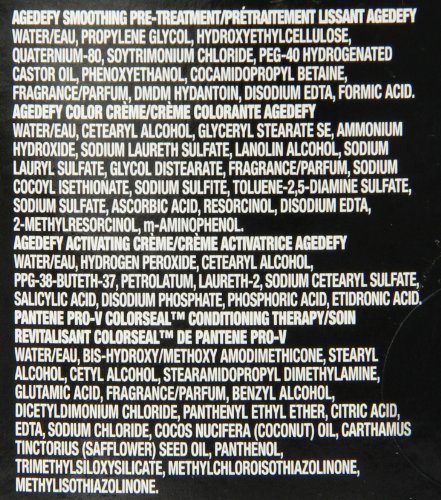 AGEDEFY SMOOTHING PRE-TREATMENT/PRÉTRAITEMENT LISSANT AGEDEFY
WATER/EAU, PROPYLENE GLYCOL, HYDROXYETHYLCELLULOSE,
QUATERNIUM-80, SOYTRIMONIUM CHLORIDE, PEG-40 HYDROGENATED
CASTOR OIL, PHENOXYETHANOL, COCAMIDOPROPYL BETAINE,
FRAGRANCE/PARFUM, DMDM HYDANTOIN, DISODIUM EDTA, FORMIC ACID.
AGEDEFY COLOR CRÈME/CRÈME COLORANTE AGEDEFY
WATER/EAU, CETEARYL ALCOHOL, GLYCERYL STEARATE SE, AMMONIUM
HYDROXIDE, SODIUM LAURETH SULFATE, LANOLIN ALCOHOL, SODIUM
LAURYL SULFATE, GLYCOL DISTEARATE, FRAGRANCE/PARFUM, SODIUM
COCOYL ISETHIONATE, SODIUM SULFITE, TOLUENE-2,5-DIAMINE SULFATE,
SODIUM SULFATE, ASCORBIC ACID, RESORCINOL, DISODIUM EDTA,
2-METHYLRESORCINOL, m-AMINOPHENOL.
AGEDEFY ACTIVATING CRÈME/CRÈME ACTIVATRICE AGEDEFY
WATER/EAU, HYDROGEN PEROXIDE, CETEARYL ALCOHOL,
PPG-38-BUTETH-37, PETROLATUM, LAURETH-2, SODIUM CETEARYL SULFATE,
SALICYLIC ACID, DISODIUM PHOSPHATE, PHOSPHORIC ACID, ETIDRONIC ACID.
PANTENE PRO-V COLORSEAL™ CONDITIONING THERAPY/SOIN
REVITALISANT COLORSEAL™ DE PANTENE PRO-V
WATER/EAU, BIS-HYDROXY/METHOXY AMODIMETHICONE, STEARYL
ALCOHOL, CETYL ALCOHOL, STEARAMIDOPROPYL DIMETHYLAMINE,
GLUTAMIC ACID, FRAGRANCE/PARFUM, BENZYL ALCOHOL,
DICETYLDIMONIUM CHLORIDE, PANTHENYL ETHYL ETHER, CITRIC ACID,
EDTA, SODIUM CHLORIDE, COCOS NUCIFERA (COCONUT) OIL, CARTHAMUS
TINCTORIUS (SAFFLOWER) SEED OIL, PANTHENOL,
TRIMETHYLSILOXYSILICATE, METHYLCHLOROISOTHIAZOLINONE,
METHYLISOTHIAZOLINONE.